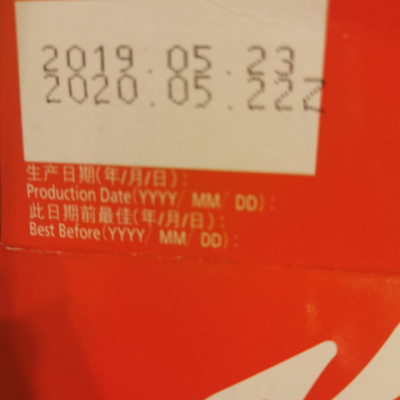 2019.05.23
2020.05.22Z
生产日期(年/月/日):
Production Date(YYYY/ MM/ DD):
此日期前最佳(年/月/日):
Best Before(YYYY/ MM/ DD):